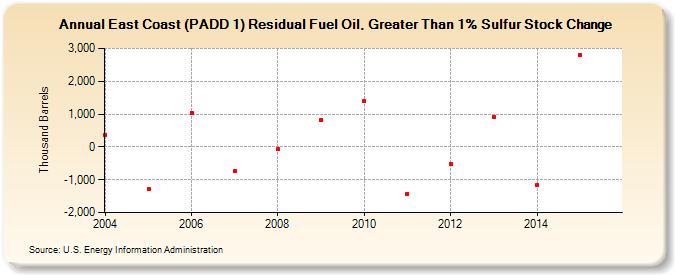 Annual East Coast (PADD 1) Residual Fuel Oil, Greater Than 1% Sulfur Stock Change
Thousand Barrels
3,000
2,000
1,000
0
-1,000
-2,000
2004 2006 2008 2010 2012 2014
Source: U.S. Energy Information Administration